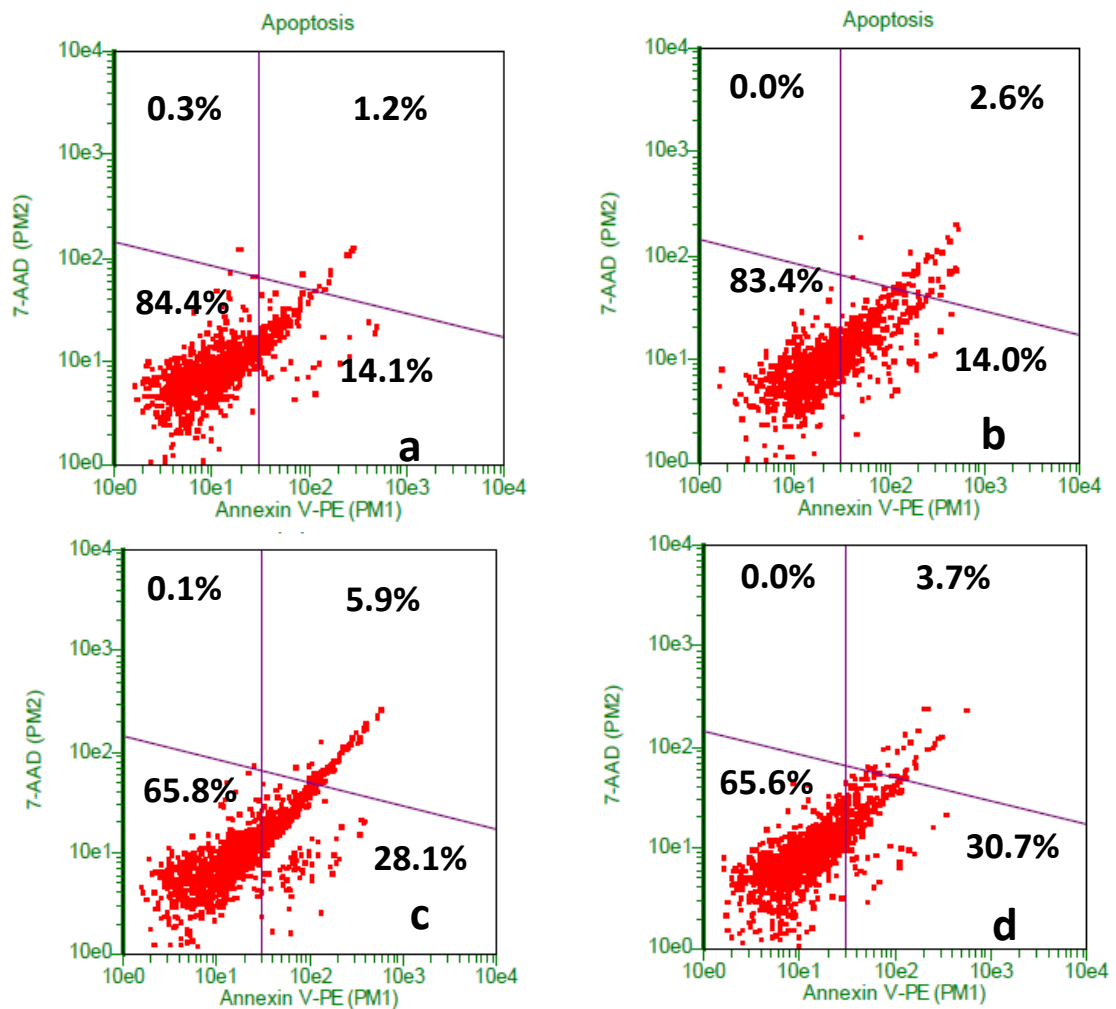 Apoptosis
10e4
0.3%
1.2%
10e3
7-AAD (PM2)
10e2
84.4%
10e1
14.1%
a
10e0
10e0 10e1 10e2 10e3 10e4
Annexin V-PE (PM1)
Apoptosis
10e4
0.0%
2.6%
10e3
7-AAD (PM2)
10e2
83.4%
10e1
14.0%
b
10e0
10e0 10e1 10e2 10e3 10e4
Annexin V-PE (PM1)
10e4
0.1%
5.9%
10e3
7-AAD (PM2)
10e2
65.8%
10e1
28.1%
c
10e0
10e0 10e1 10e2 10e3 10e4
Annexin V-PE (PM1)
10e4
0.0%
3.7%
10e3
7-AAD (PM2)
10e2
65.6%
10e1
30.7%
d
10e0
10e0 10e1 10e2 10e3 10e4
Annexin V-PE (PM1)